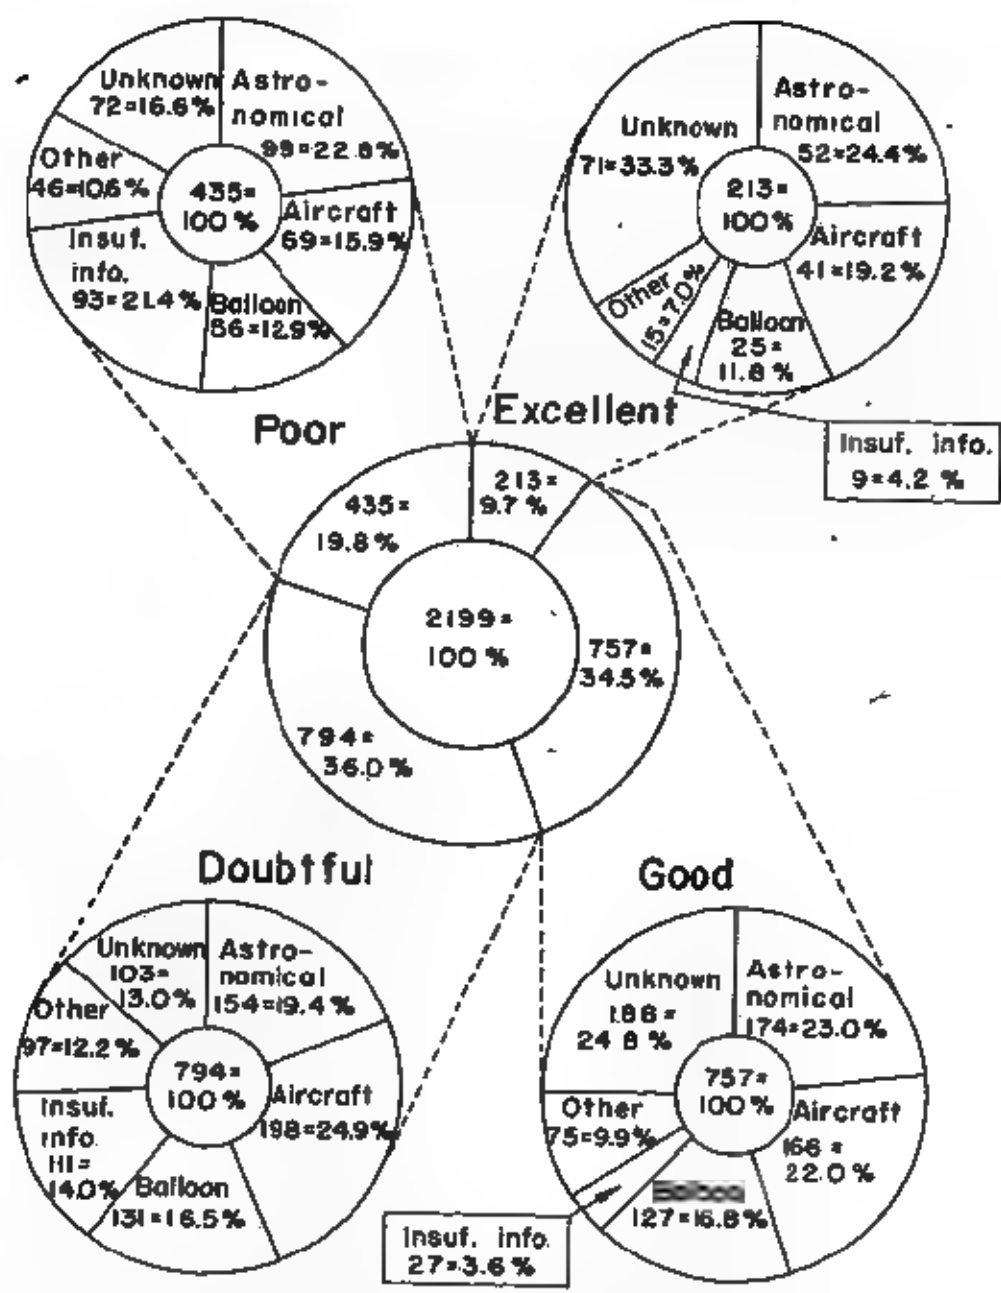 Unknown
72=16.6%
Astro-
nomical
99=22.8%
Other
46=10.6%
435=
100%
Aircraft
69=15.9%
Insuf.
info.
93=21.4%
Balloon
56=12.9%
Poor
Unknown
71=33.3%
Astro-
nomical
52=24.4%
213=
100%
Aircraft
41=19.2%
Other
15=7.0%
Balloon
25=
11.8%
Excellent
Insuf. info.
9=4.2%
435=
19.8%
213=
9.7%
2199=
100%
757=
34.5%
794=
36.0%
Doubtful
Unknown
103=
13.0%
Astro-
nomical
154=19.4%
Other
97=12.2%
794=
100%
Aircraft
198=24.9%
Insuf.
info.
111=
14.0%
Balloon
131=16.5%
Good
Unknown
188=
24.8%
Astro-
nomical
174=23.0%
757=
100%
Other
75=9.9%
Aircraft
166=
22.0%
127=16.8%
Insuf. info.
27=3.6%